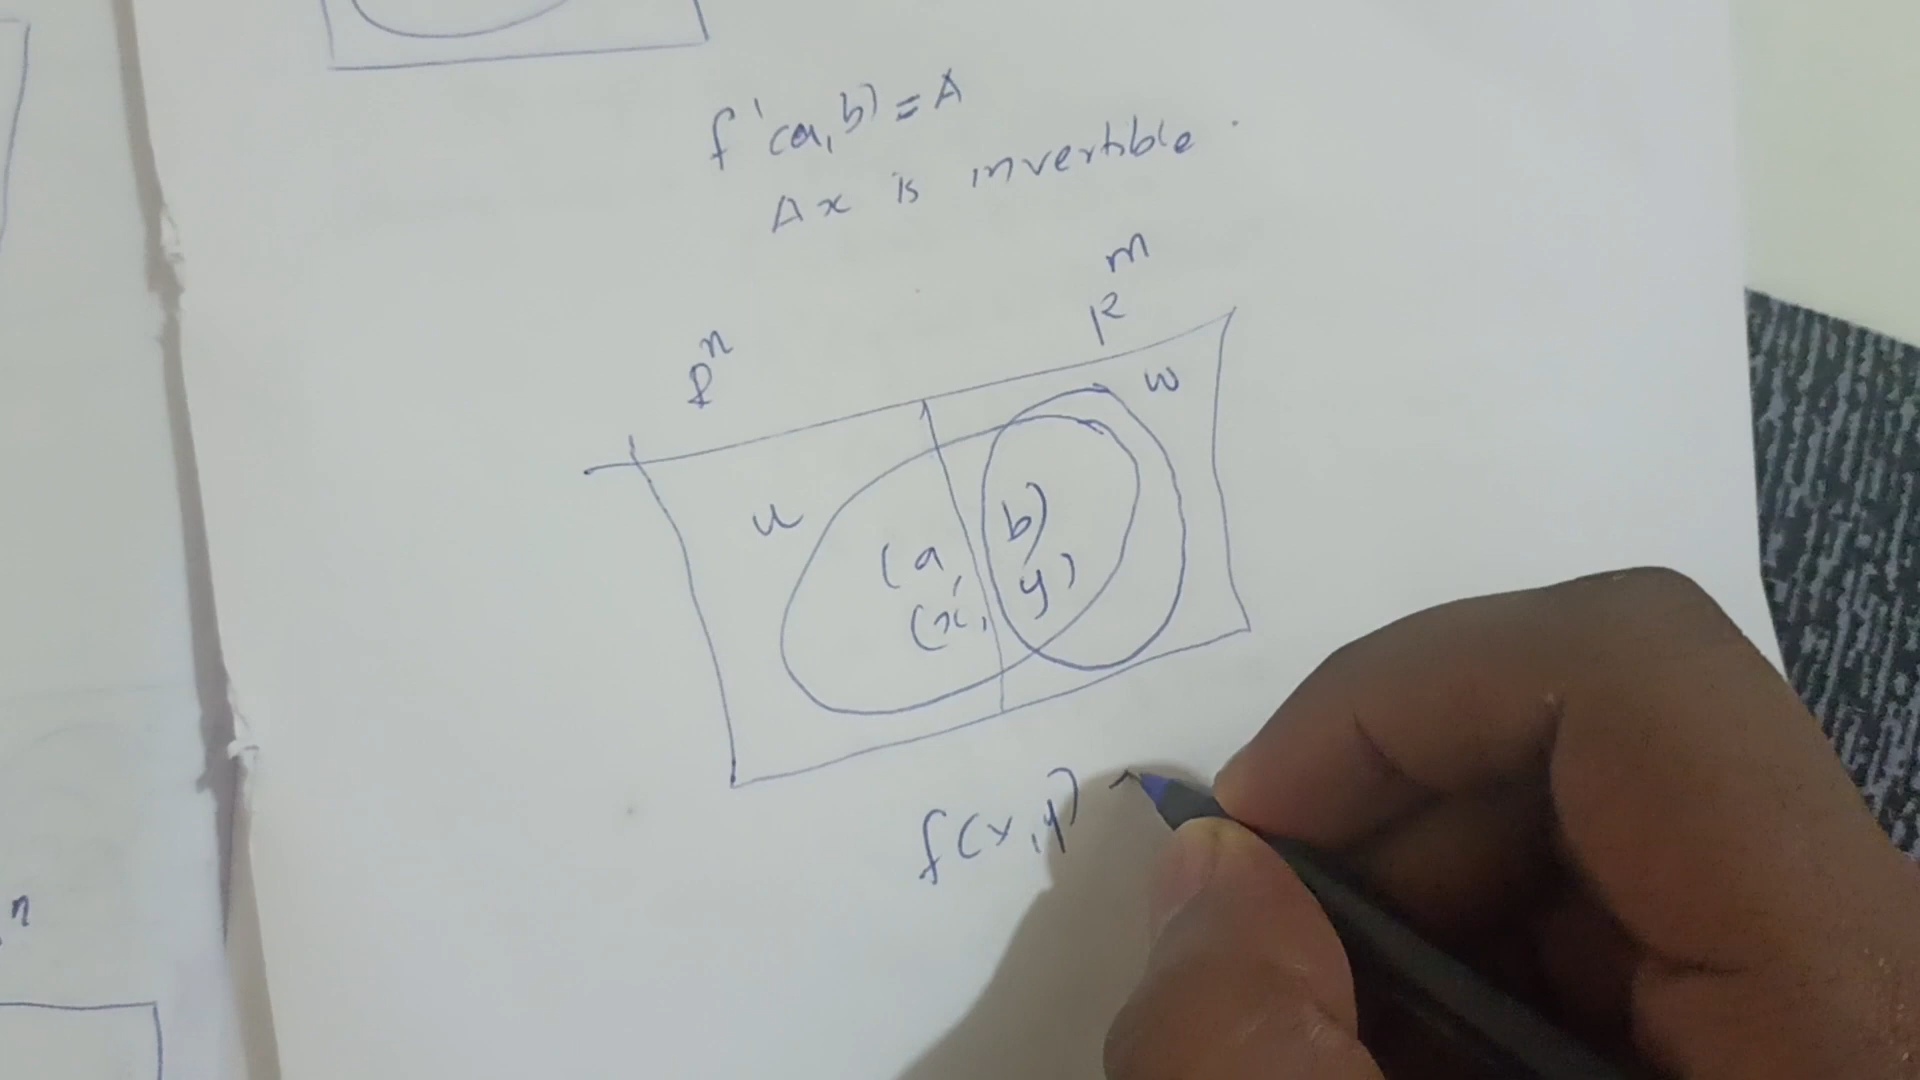 f'(a,b) = A
Ax is invertible.
R^n R^m
w
u
(a, b)
(x, y)
f(x,y)
n